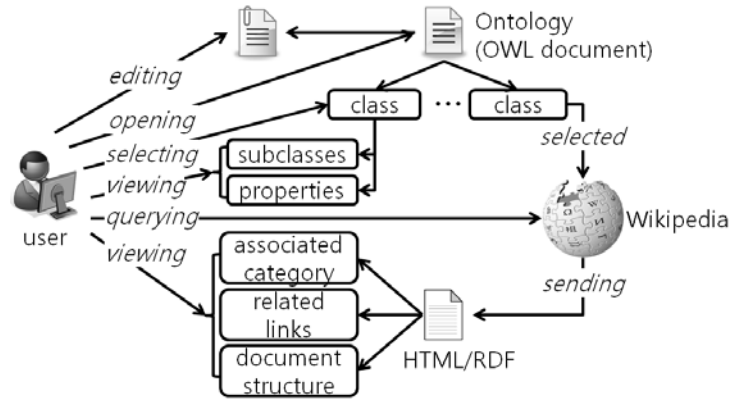 Ontology
(OWL document)
editing
opening
class ... class
selecting
selected
subclasses
viewing
properties
querying
Wikipedia
user
viewing
associated
category
sending
related
links
HTML/RDF
document
structure